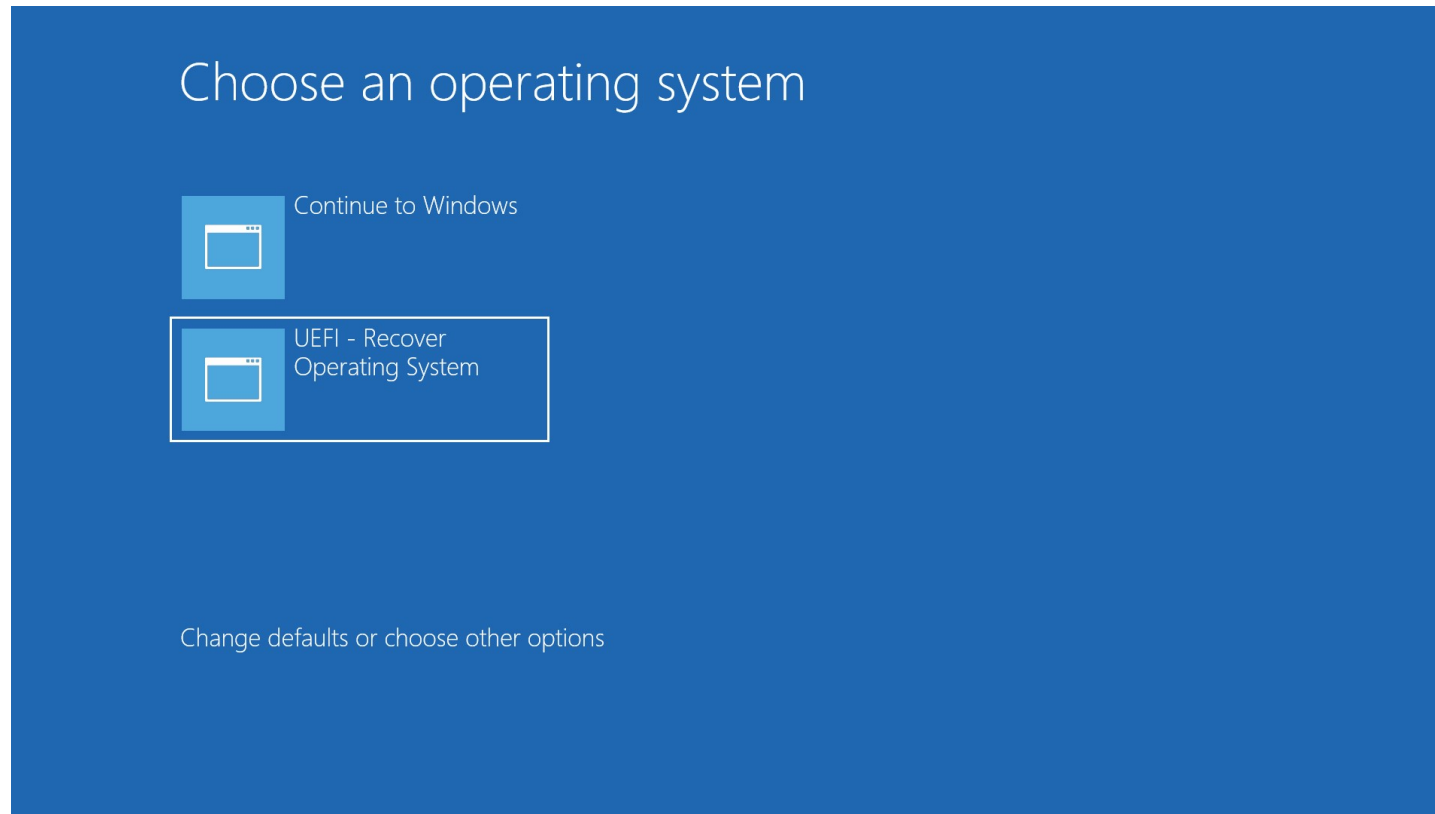 Choose an operating system
Continue to Windows
UEFI - Recover
Operating System
Change defaults or choose other options